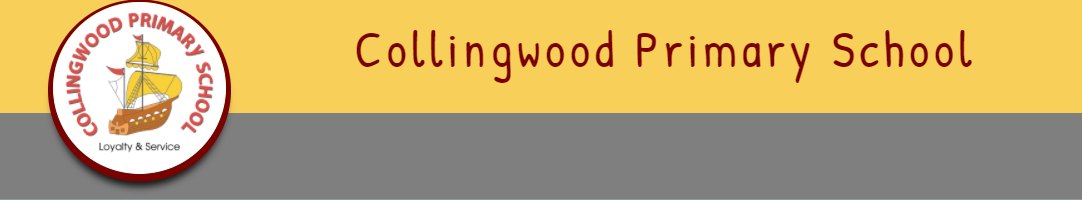 COLLINGWOOD PRIMARY SCHOOL
Loyalty & Service
Collingwood Primary School